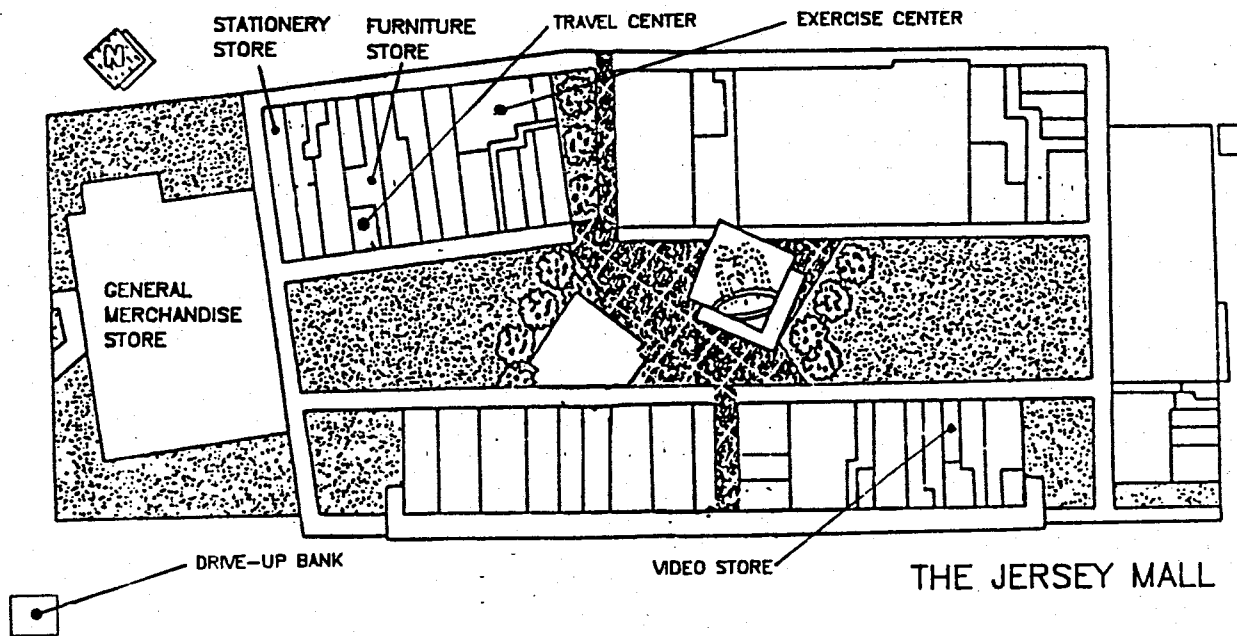 STATIONERY
STORE
FURNITURE
STORE
TRAVEL CENTER
EXERCISE CENTER
N
GENERAL
MERCHANDISE
STORE
DRIVE-UP BANK
VIDEO STORE
THE JERSEY MALL